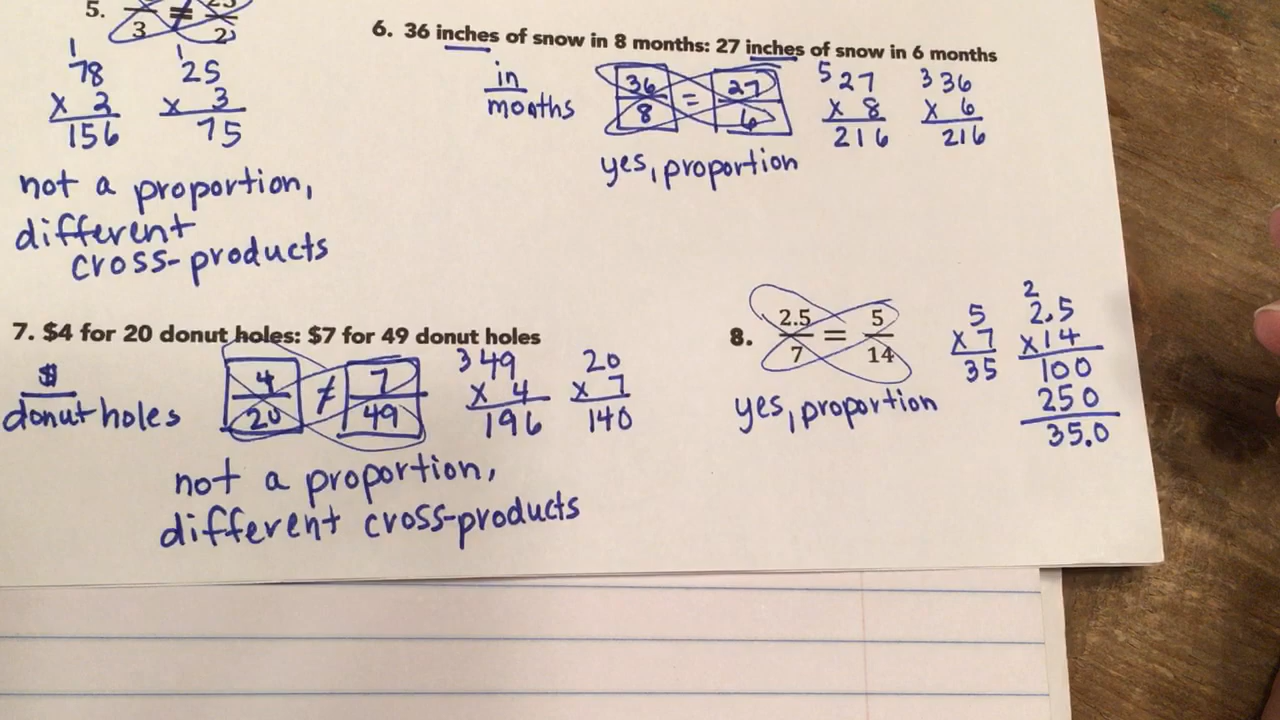 5.
3
2
1
78
x 2
156
1
25
x 3
75
not a proportion,
different
cross-products
6. 36 inches of snow in 8 months: 27 inches of snow in 6 months
in
months
36
8
=
27
6
5 27
x 8
216
3 36
x 6
216
yes, proportion
7. $4 for 20 donut holes: $7 for 49 donut holes
$
donut holes
4
20
≠
7
49
3 49
x 4
196
20
x 7
140
not a proportion,
different cross-products
8.
2.5
7
=
5
14
5
x 7
35
2
2.5
x 14
100
250
35.0
yes, proportion